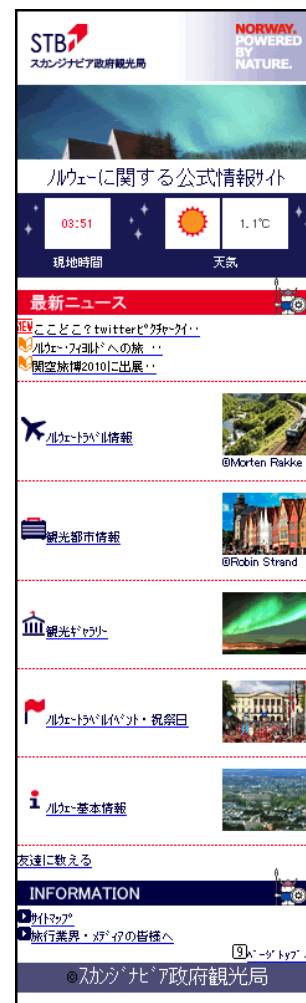 STB
スカンジナビア政府観光局
NORWAY.
POWERED
BY
NATURE.
ﾉﾙｳｪｰに関する公式情報ｻｲﾄ
03:51
1.1℃
現地時間
天気
最新ニュース
NEWここどこ？twitterﾋﾟｸﾁｬｰｸｲ‥
ﾉﾙｳｪｰ･ﾌｨﾖﾙﾄﾞへの旅 ‥
関空旅博2010に出展‥
ﾉﾙｳｪｰﾄﾗﾍﾞﾙ情報
©Morten Rakke
観光都市情報
©Robin Strand
観光ｷﾞｬﾗﾘｰ
ﾉﾙｳｪｰﾄﾗﾍﾞﾙｲﾍﾞﾝﾄ・祝祭日
ﾉﾙｳｪｰ基本情報
友達に教える
INFORMATION
ｻｲﾄﾏｯﾌﾟ
旅行業界・ﾒﾃﾞｨｱの皆様へ
9ﾍﾟｰｼﾞﾄｯﾌﾟへ
©ｽｶﾝｼﾞﾅﾋﾞｱ政府観光局